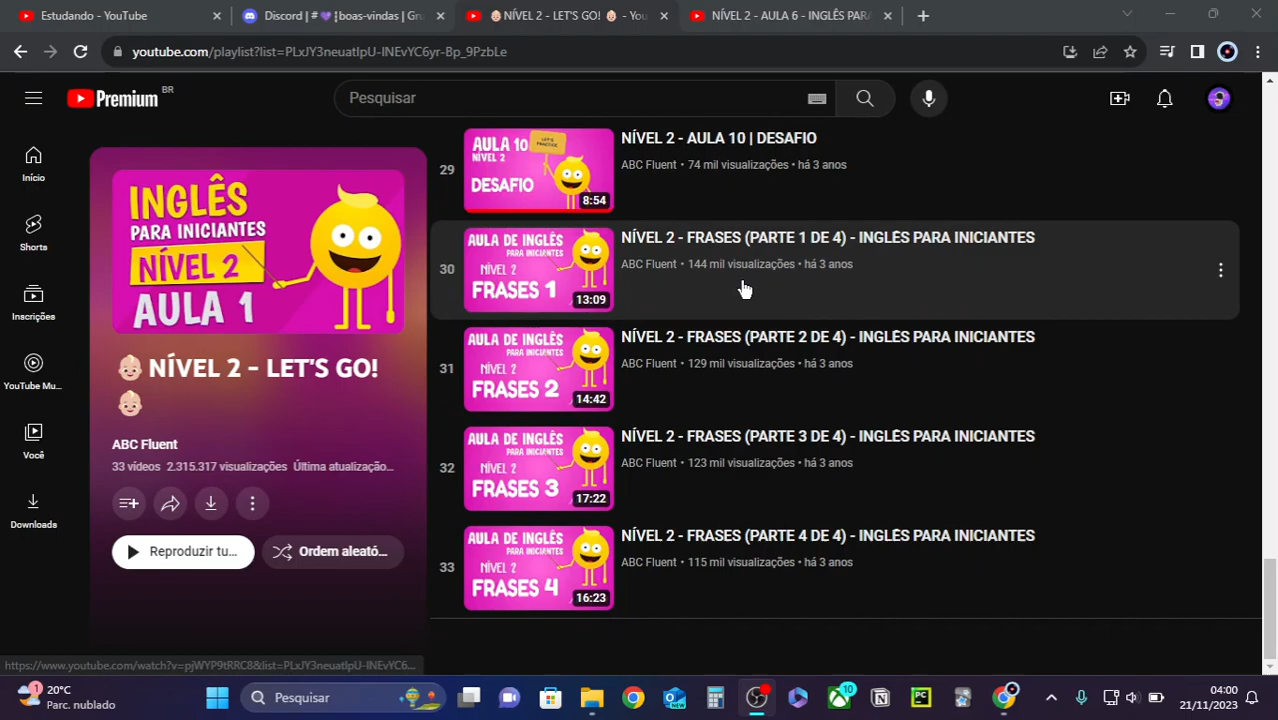 Estudando - YouTube
Discord | # 💜┆boas-vindas | Gru
👶🏻NÍVEL 2 - LET'S GO! 👶🏻 - You
NÍVEL 2 - AULA 6 - INGLÊS PARA
youtube.com/playlist?list=PLxJY3neuatlpU-INEvYC6yr-Bp_9PzbLe
Premium BR
Pesquisar
Início
Shorts
Inscrições
YouTube Mu...
Você
Downloads
INGLÊS
PARA INICIANTES
NÍVEL 2
AULA 1
👶🏻 NÍVEL 2 - LET'S GO!
👶🏻
ABC Fluent
33 vídeos 2.315.317 visualizações Última atualização...
Reproduzir tu...
Ordem aleató...
29
AULA 10
NÍVEL 2
LET'S
PRACTICE
DESAFIO
8:54
NÍVEL 2 - AULA 10 | DESAFIO
ABC Fluent • 74 mil visualizações • há 3 anos
30
AULA DE INGLÊS
PARA INICIANTES
NÍVEL 2
FRASES 1
13:09
NÍVEL 2 - FRASES (PARTE 1 DE 4) - INGLÊS PARA INICIANTES
ABC Fluent • 144 mil visualizações • há 3 anos
31
AULA DE INGLÊS
PARA INICIANTES
NÍVEL 2
FRASES 2
14:42
NÍVEL 2 - FRASES (PARTE 2 DE 4) - INGLÊS PARA INICIANTES
ABC Fluent • 129 mil visualizações • há 3 anos
32
AULA DE INGLÊS
PARA INICIANTES
NÍVEL 2
FRASES 3
17:22
NÍVEL 2 - FRASES (PARTE 3 DE 4) - INGLÊS PARA INICIANTES
ABC Fluent • 123 mil visualizações • há 3 anos
33
AULA DE INGLÊS
PARA INICIANTES
NÍVEL 2
FRASES 4
16:23
NÍVEL 2 - FRASES (PARTE 4 DE 4) - INGLÊS PARA INICIANTES
ABC Fluent • 115 mil visualizações • há 3 anos
https://www.youtube.com/watch?v=pjWYP9tRRC8&list=PLxJY3neuatlpU-INEvYC6...
1
20°C
Parc. nublado
Pesquisar
NEW
10
PC
04:00
21/11/2023